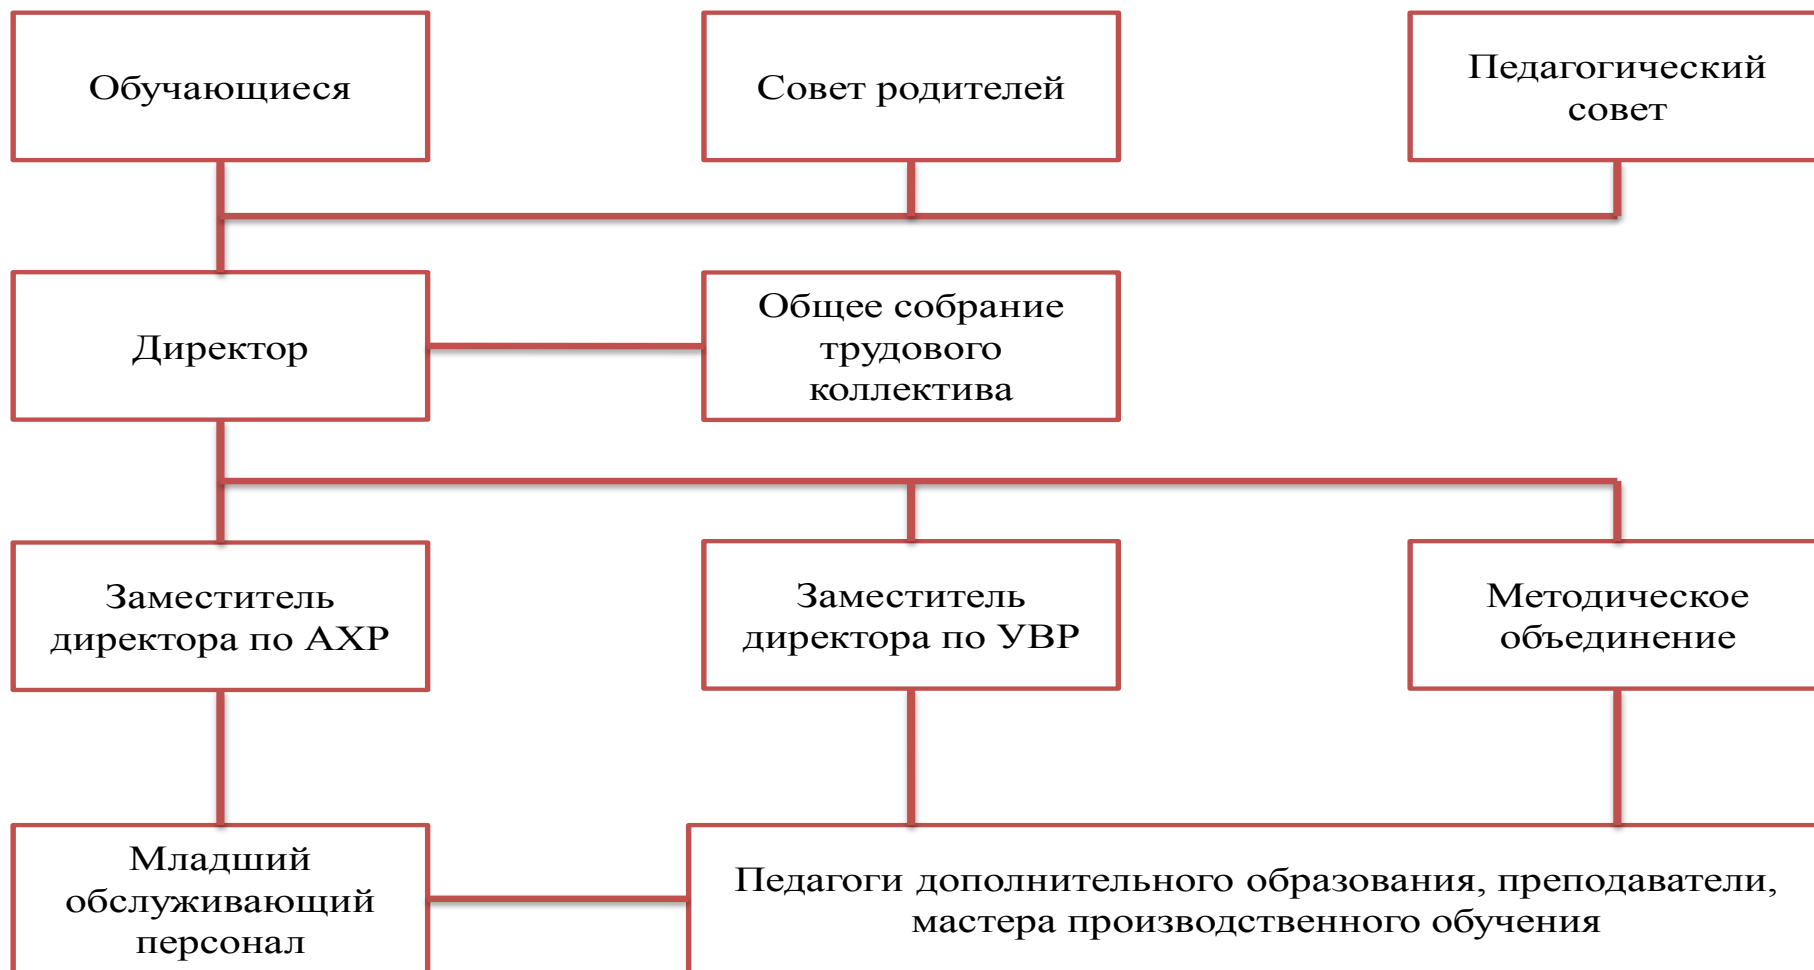 Обучающиеся
Совет родителей
Педагогический
совет
Директор
Общее собрание
трудового
коллектива
Заместитель
директора по АХР
Заместитель
директора по УВР
Методическое
объединение
Младший
обслуживающий
персонал
Педагоги дополнительного образования, преподаватели,
мастера производственного обучения